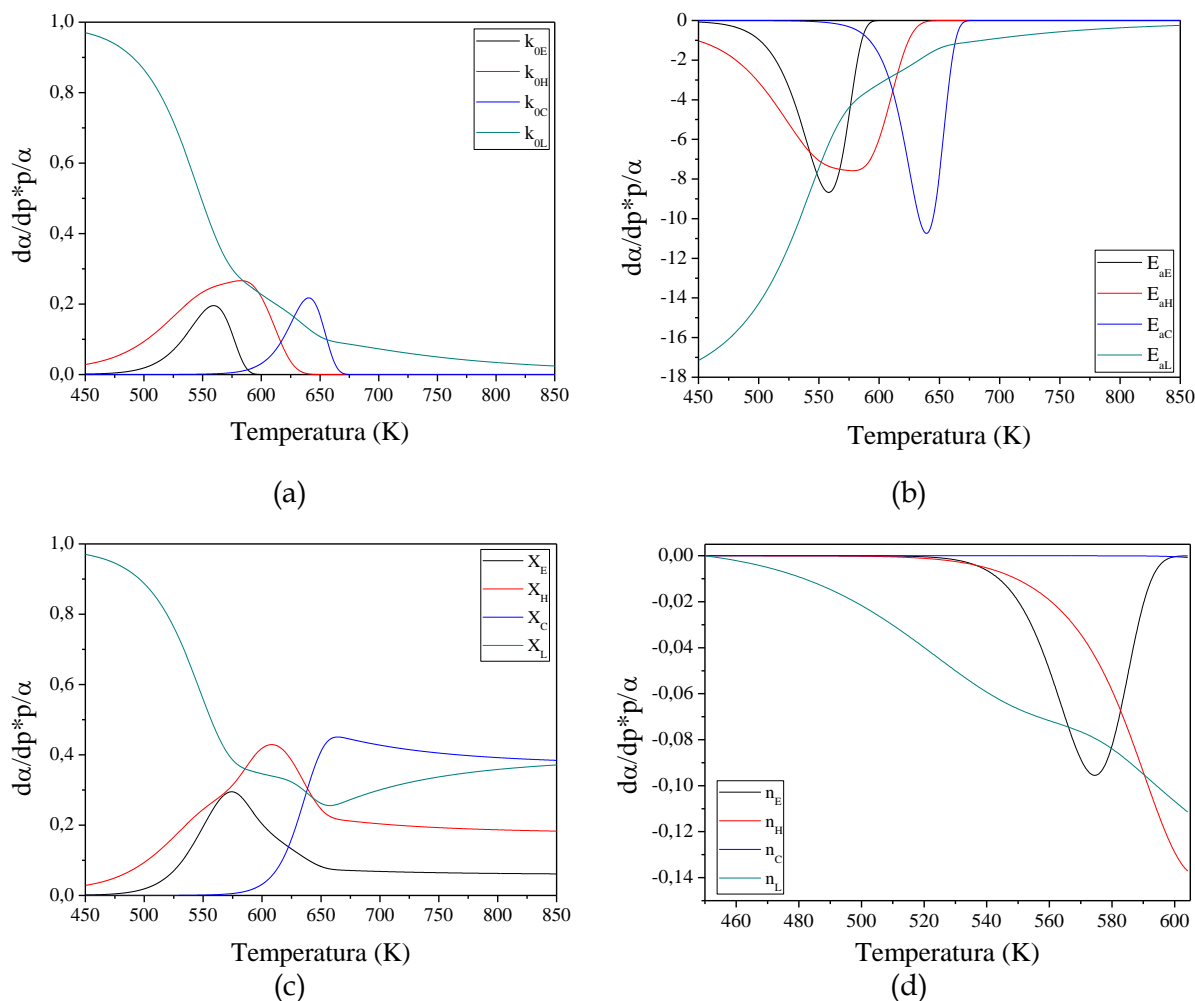 (a)
1,0
0,8
0,6
0,4
0,2
0,0
dα/dp*p/α
k0E
k0H
k0C
k0L
450 500 550 600 650 700 750 800 850
Temperatura (K)
(b)
0
-2
-4
-6
-8
-10
-12
-14
-16
-18
dα/dp*p/α
EaE
EaH
EaC
EaL
450 500 550 600 650 700 750 800 850
Temperatura (K)
(a)
(b)
1,0
0,8
0,6
0,4
0,2
0,0
dα/dp*p/α
XE
XH
XC
XL
450 500 550 600 650 700 750 800 850
Temperatura (K)
(c)
0,00
-0,02
-0,04
-0,06
-0,08
-0,10
-0,12
-0,14
dα/dp*p/α
nE
nH
nC
nL
460 480 500 520 540 560 580 600
Temperatura (K)
(d)